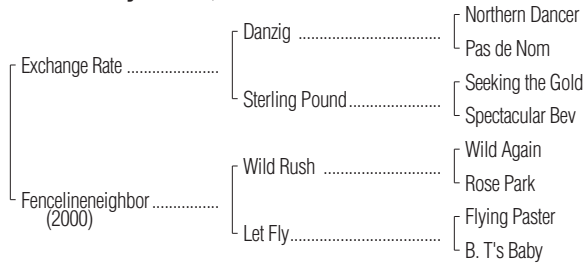 Northern Dancer
Danzig ....................................
Pas de Nom
Exchange Rate .......................
Seeking the Gold
Sterling Pound.......................
Spectacular Bev
Wild Again
Wild Rush .............................
Rose Park
Fencelineneighbor.................
(2000)
Flying Paster
Let Fly......................................
B. T's Baby